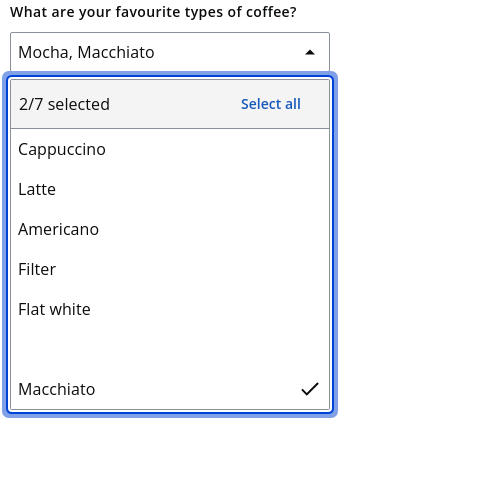 What are your favourite types of coffee?
Mocha, Macchiato
2/7 selected Select all
Cappuccino
Latte
Americano
Filter
Flat white
Macchiato